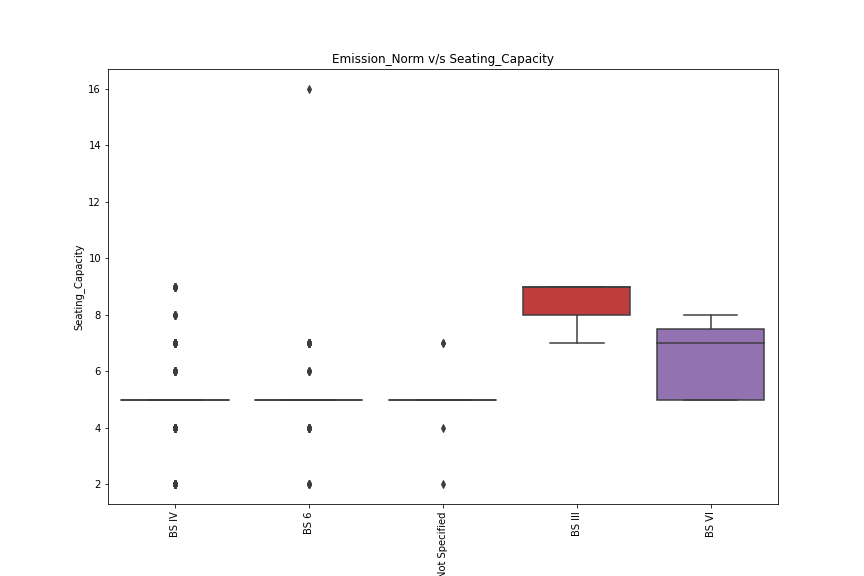 Emission_Norm v/s Seating_Capacity
16
14
12
10
8
6
4
2
Seating_Capacity
BS IV
BS 6
Not Specified
BS III
BS VI